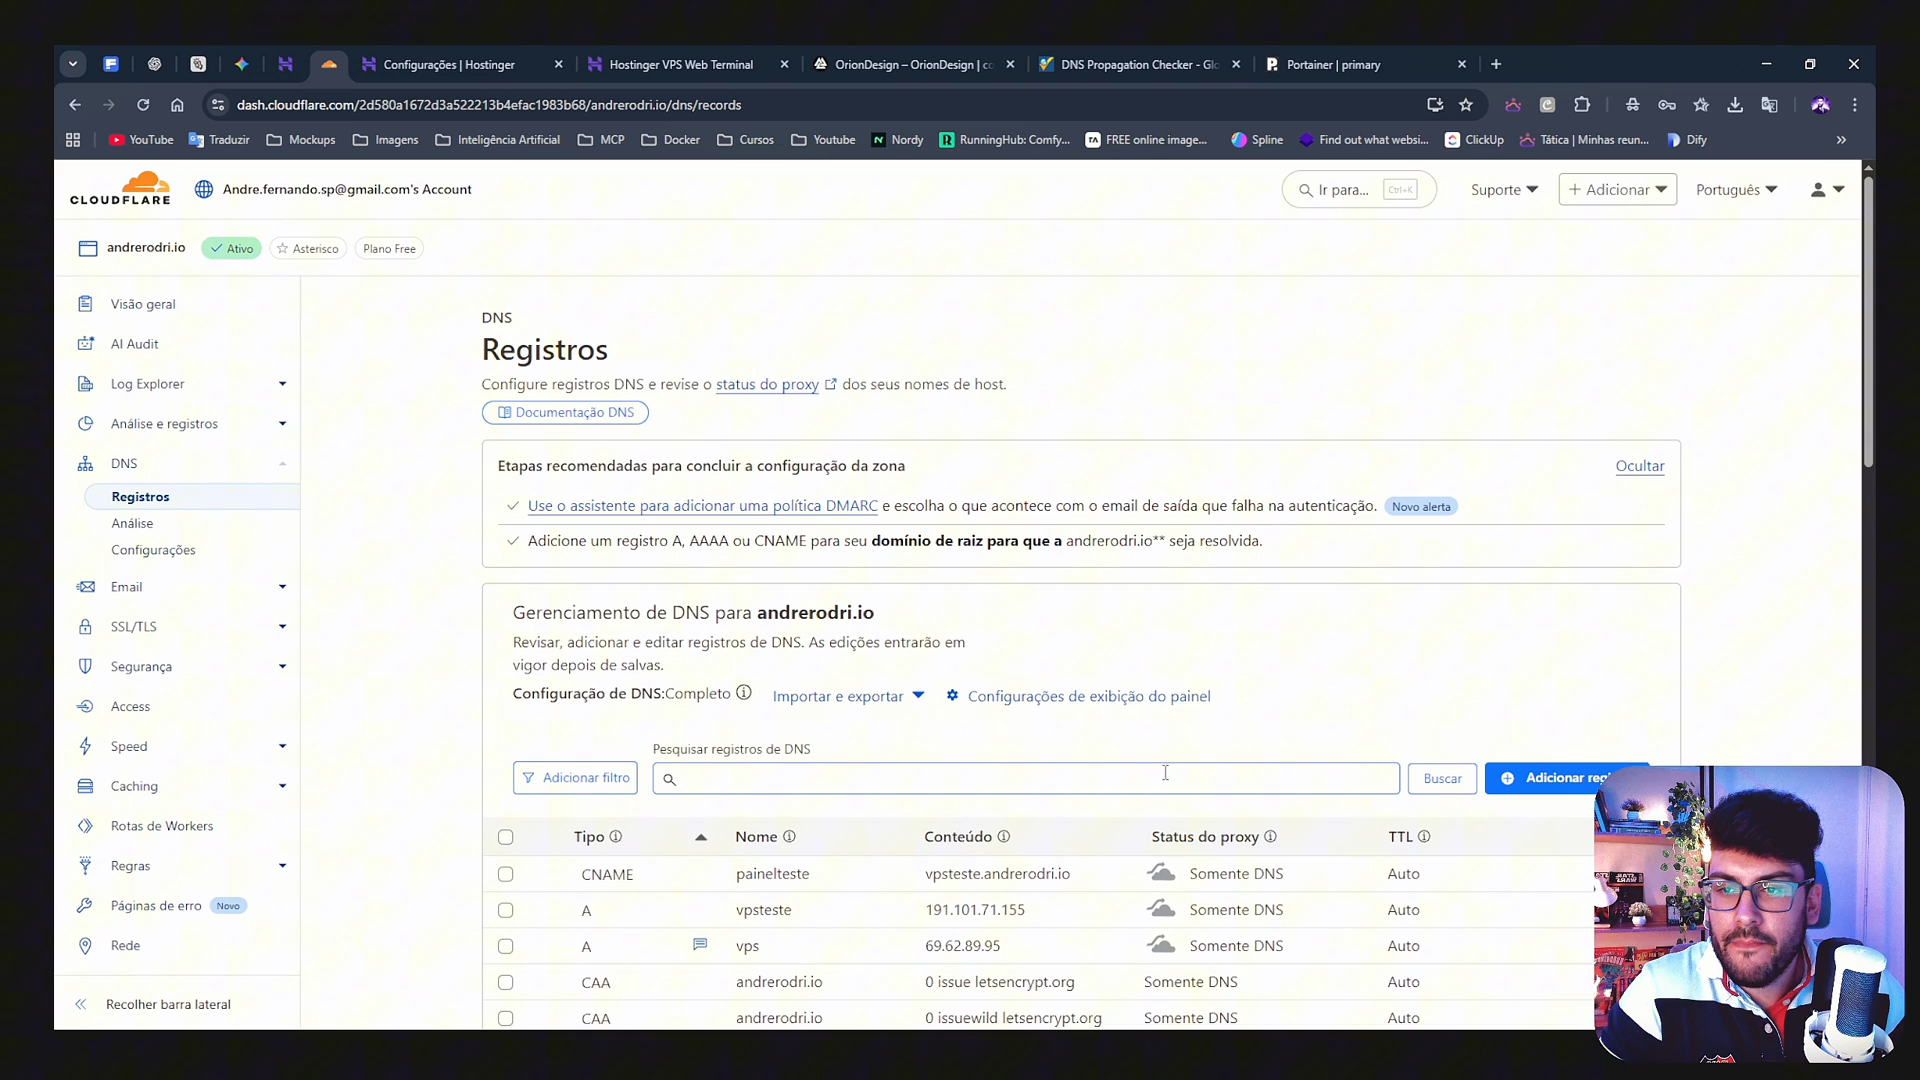 Configurações | Hostinger
Hostinger VPS Web Terminal
OrionDesign – OrionDesign | co
DNS Propagation Checker - Glo
Portainer | primary
dash.cloudflare.com/2d580a1672d3a522213b4efac1983b68/andrerodri.io/dns/records
YouTube
Traduzir
Mockups
Imagens
Inteligência Artificial
MCP
Docker
Cursos
Youtube
Nordy
RunningHub: Comfy...
FREE online image...
Spline
Find out what websi...
ClickUp
Tática | Minhas reun...
Dify
CLOUDFLARE
Andre.fernando.sp@gmail.com's Account
Ir para...
Ctrl+K
Suporte
Adicionar
Português
andrerodri.io
Ativo
Asterisco
Plano Free
Visão geral
AI Audit
Log Explorer
Análise e registros
DNS
Registros
Análise
Configurações
Email
SSL/TLS
Segurança
Access
Speed
Caching
Rotas de Workers
Regras
Páginas de erro Novo
Rede
Recolher barra lateral
DNS
Registros
Configure registros DNS e revise o status do proxy dos seus nomes de host.
Documentação DNS
Etapas recomendadas para concluir a configuração da zona
Ocultar
Use o assistente para adicionar uma política DMARC e escolha o que acontece com o email de saída que falha na autenticação. Novo alerta
Adicione um registro A, AAAA ou CNAME para seu domínio de raiz para que a andrerodri.io** seja resolvida.
Gerenciamento de DNS para andrerodri.io
Revisar, adicionar e editar registros de DNS. As edições entrarão em
vigor depois de salvas.
Configuração de DNS:Completo
Importar e exportar
Configurações de exibição do painel
Pesquisar registros de DNS
Adicionar filtro
Buscar
Adicionar reg
Tipo Nome Conteúdo Status do proxy TTL
CNAME painelteste vpsteste.andrerodri.io Somente DNS Auto
A vpsteste 191.101.71.155 Somente DNS Auto
A vps 69.62.89.95 Somente DNS Auto
CAA andrerodri.io 0 issue letsencrypt.org Somente DNS Auto
CAA andrerodri.io 0 issuewild letsencrypt.org Somente DNS Auto